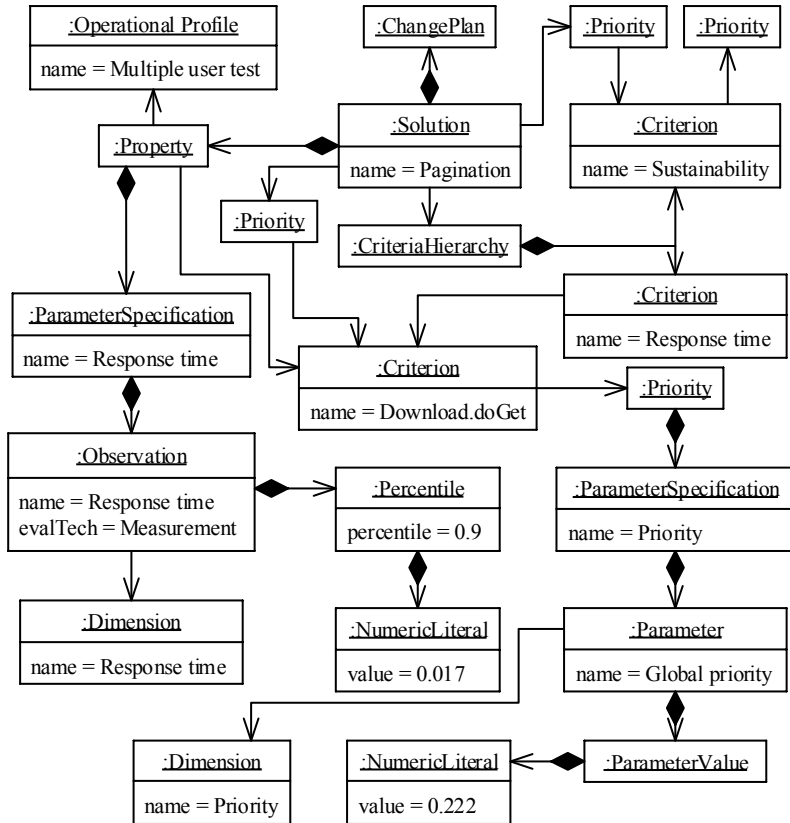 :Operational Profile
name = Multiple user test
:ChangePlan
:Priority
:Priority
:Solution
name = Pagination
:Criterion
name = Sustainability
:Property
:Priority
:CriteriaHierarchy
:ParameterSpecification
name = Response time
:Criterion
name = Response time
:Criterion
name = Download.doGet
:Priority
:Observation
name = Response time
evalTech = Measurement
:Percentile
percentile = 0.9
:ParameterSpecification
name = Priority
:Dimension
name = Response time
:NumericLiteral
value = 0.017
:Parameter
name = Global priority
:Dimension
name = Priority
:NumericLiteral
value = 0.222
:ParameterValue